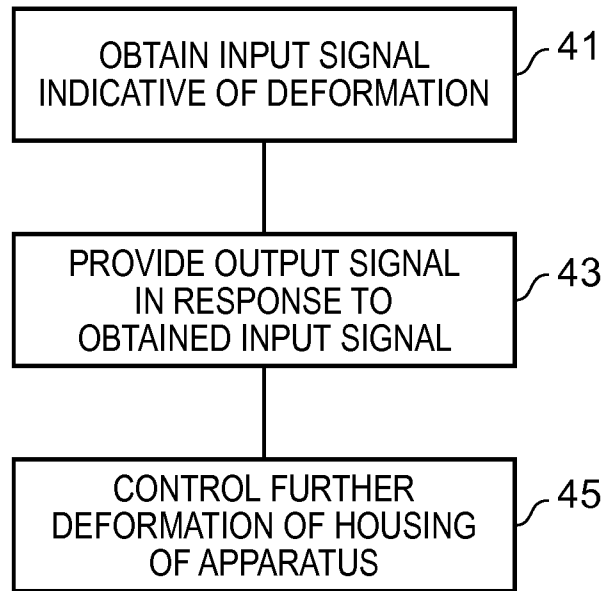 OBTAIN INPUT SIGNAL
INDICATIVE OF DEFORMATION
41
PROVIDE OUTPUT SIGNAL
IN RESPONSE TO
OBTAINED INPUT SIGNAL
43
CONTROL FURTHER
DEFORMATION OF HOUSING
OF APPARATUS
45